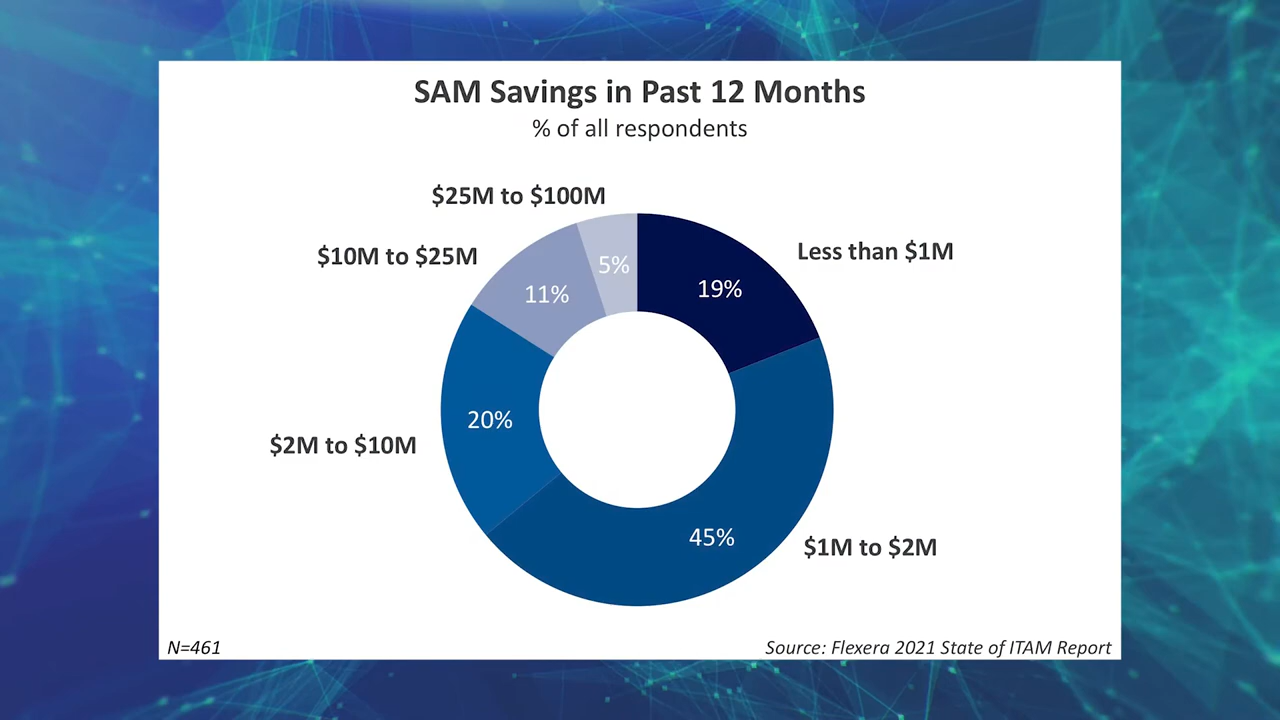 SAM Savings in Past 12 Months
% of all respondents
$25M to $100M
$10M to $25M
Less than $1M
5%
11%
19%
20%
$2M to $10M
45%
$1M to $2M
N=461
Source: Flexera 2021 State of ITAM Report